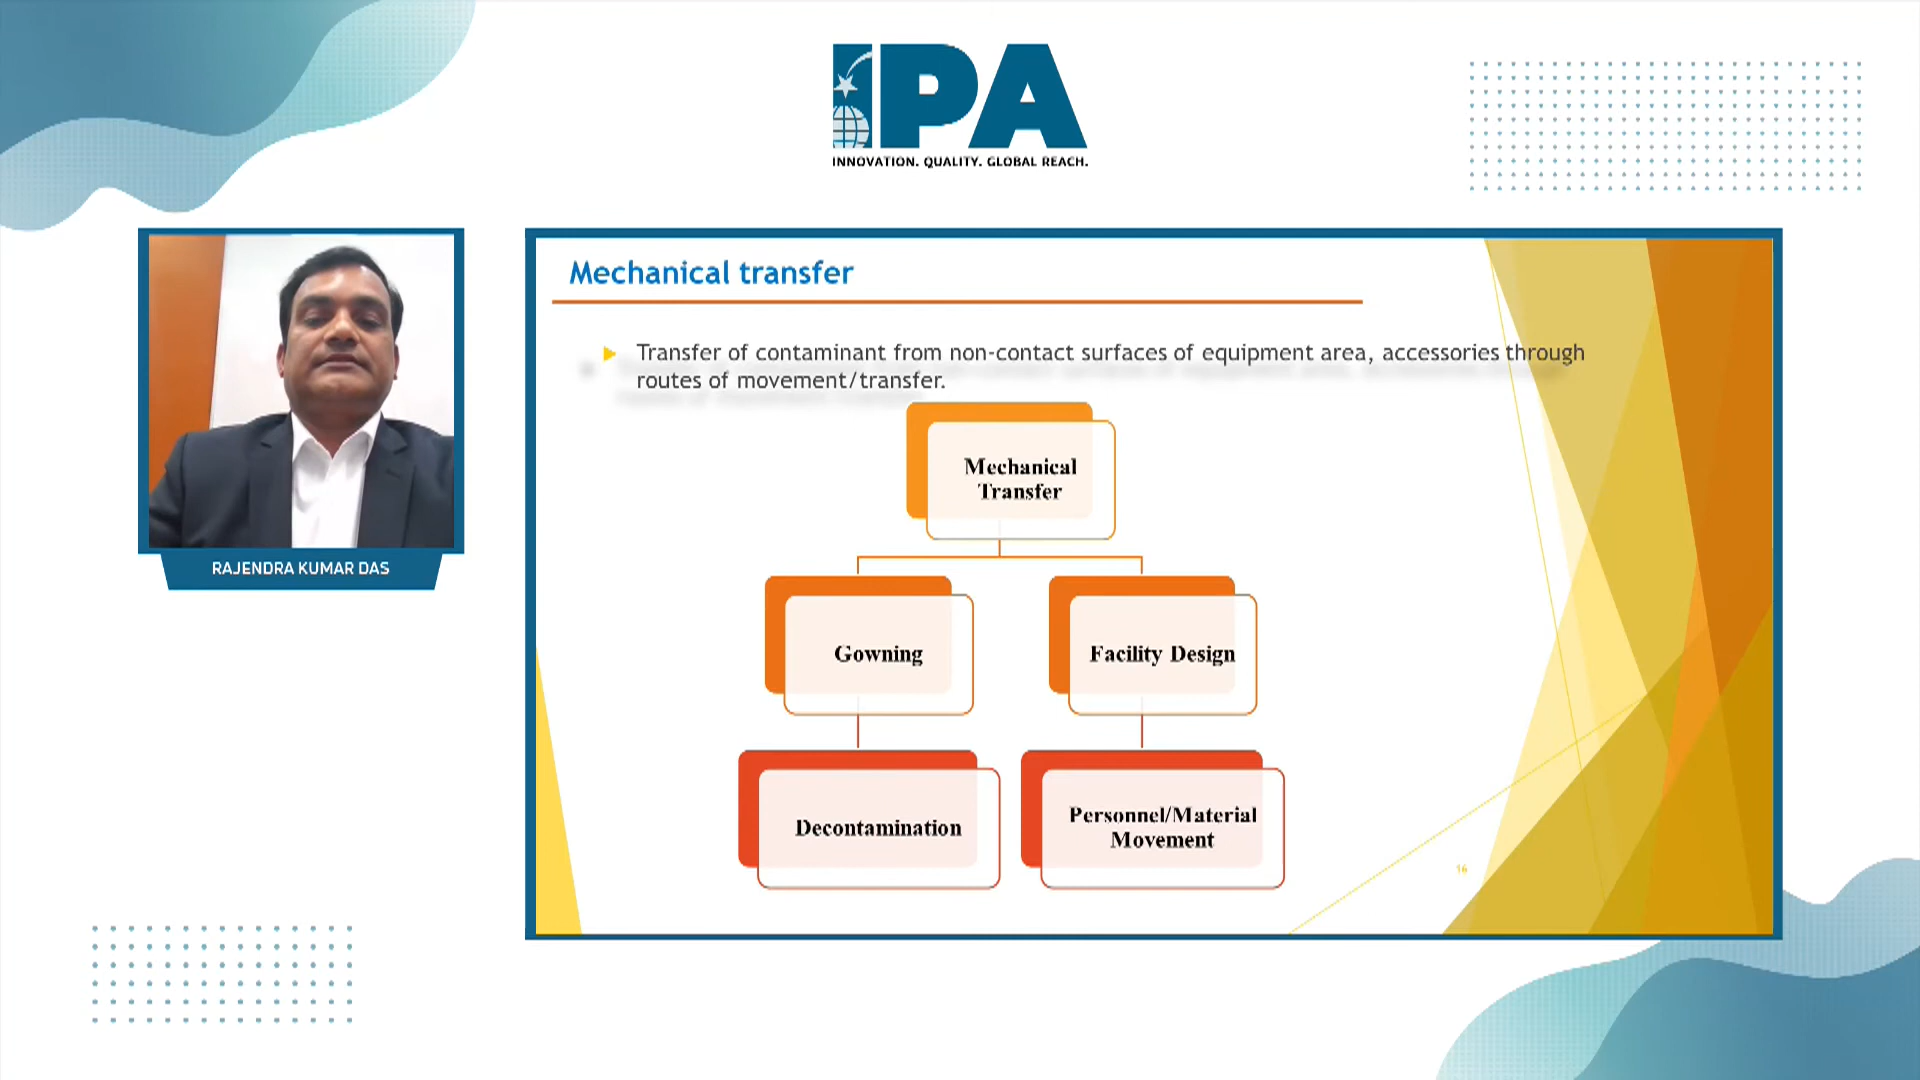 IPA
INNOVATION. QUALITY. GLOBAL REACH.
RAJENDRA KUMAR DAS
Mechanical transfer
Transfer of contaminant from non-contact surfaces of equipment area, accessories through
routes of movement/transfer.
Mechanical
Transfer
Gowning
Facility Design
Decontamination
Personnel/Material
Movement
16